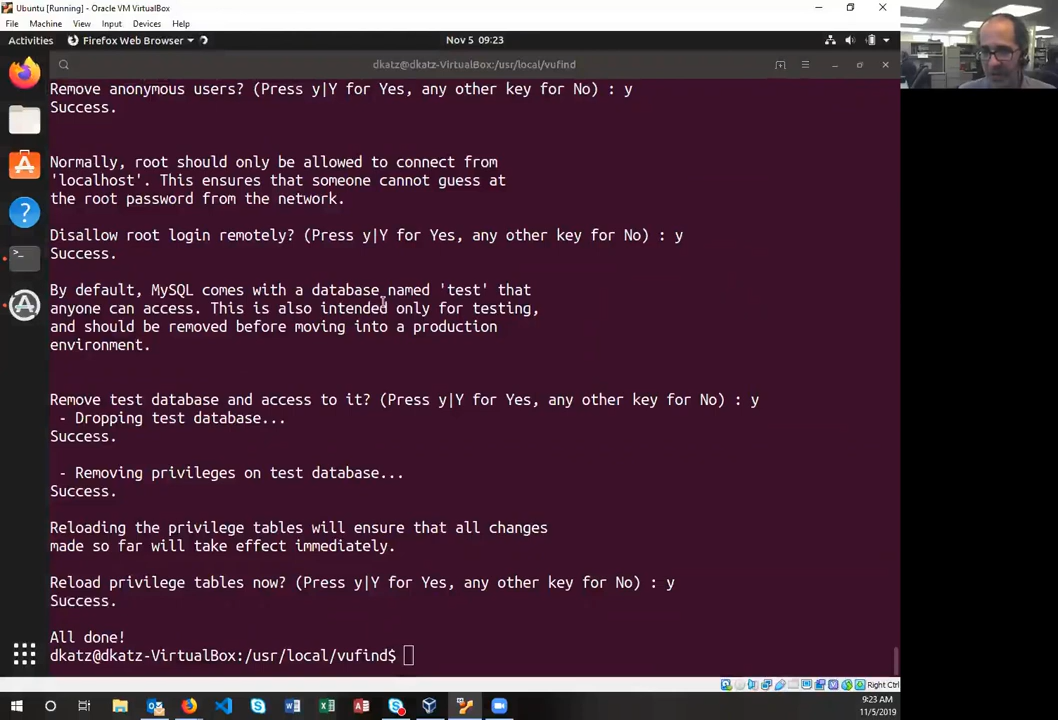 Ubuntu [Running] - Oracle VM VirtualBox
File Machine View Input Devices Help
Activities Firefox Web Browser Nov 5 09:23
dkatz@dkatz-VirtualBox:/usr/local/vufind
Remove anonymous users? (Press y|Y for Yes, any other key for No) : y
Success.
Normally, root should only be allowed to connect from
'localhost'. This ensures that someone cannot guess at
the root password from the network.
Disallow root login remotely? (Press y|Y for Yes, any other key for No) : y
Success.
By default, MySQL comes with a database named 'test' that
anyone can access. This is also intended only for testing,
and should be removed before moving into a production
environment.
Remove test database and access to it? (Press y|Y for Yes, any other key for No) : y
- Dropping test database...
Success.
- Removing privileges on test database...
Success.
Reloading the privilege tables will ensure that all changes
made so far will take effect immediately.
Reload privilege tables now? (Press y|Y for Yes, any other key for No) : y
Success.
All done!
dkatz@dkatz-VirtualBox:/usr/local/vufind$
Right Ctrl
9:23 AM
11/5/2019